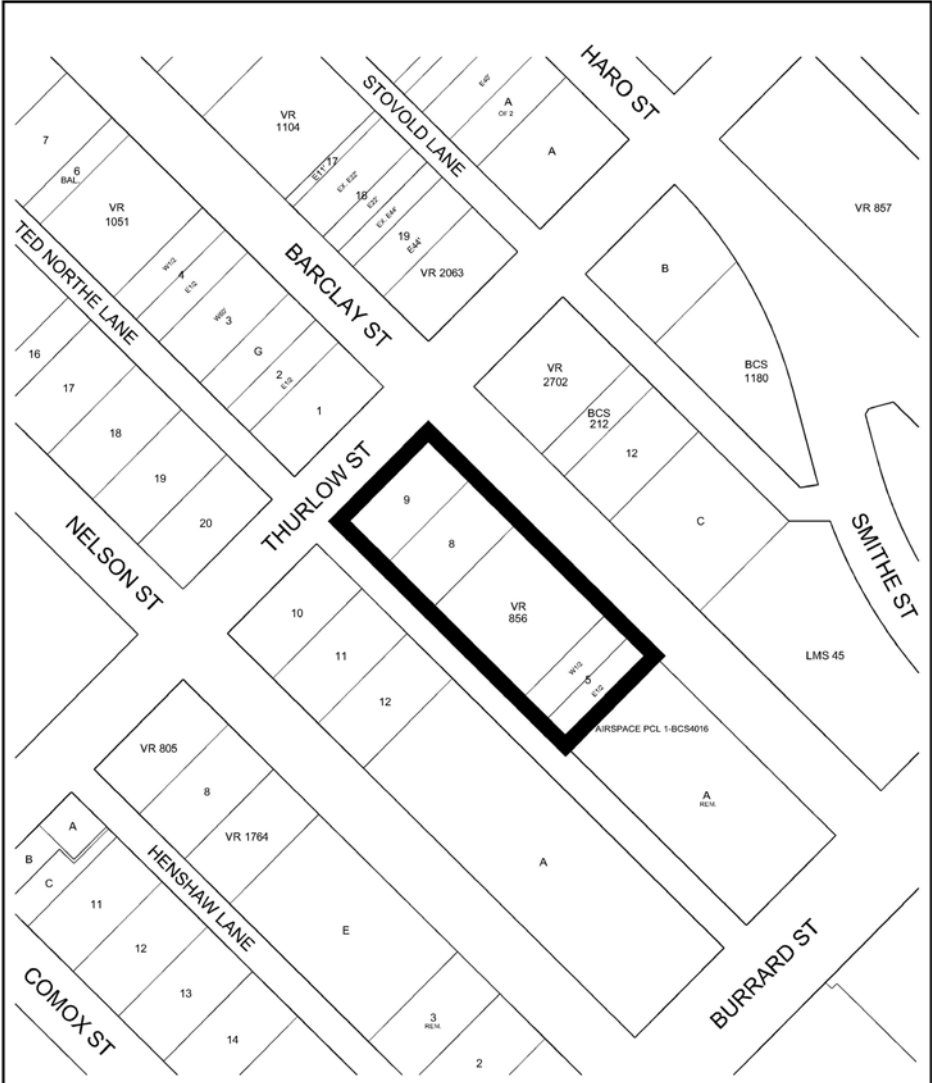 HARO ST
STOVOLD LANE
E40'
A
OF 2
A
VR
1104
7
6
BAL.
E11' 17
EX. E22'
18
E22'
EX. E44'
19
E44'
VR 2063
VR 857
VR
1051
TED NORTHE LANE
BARCLAY ST
B
W1/2
4
E1/2
W60'
3
G
2
E1/2
1
BCS
1180
VR
2702
BCS
212
12
C
16
17
18
19
20
THURLOW ST
NELSON ST
SMITHE ST
9
8
VR
856
W1/2
5
E1/2
LMS 45
10
11
12
AIRSPACE PCL 1-BCS4016
VR 805
8
VR 1764
A
REM.
A
B
C
11
12
13
14
HENSHAW LANE
A
E
BURRARD ST
COMOX ST
3
REM.
2